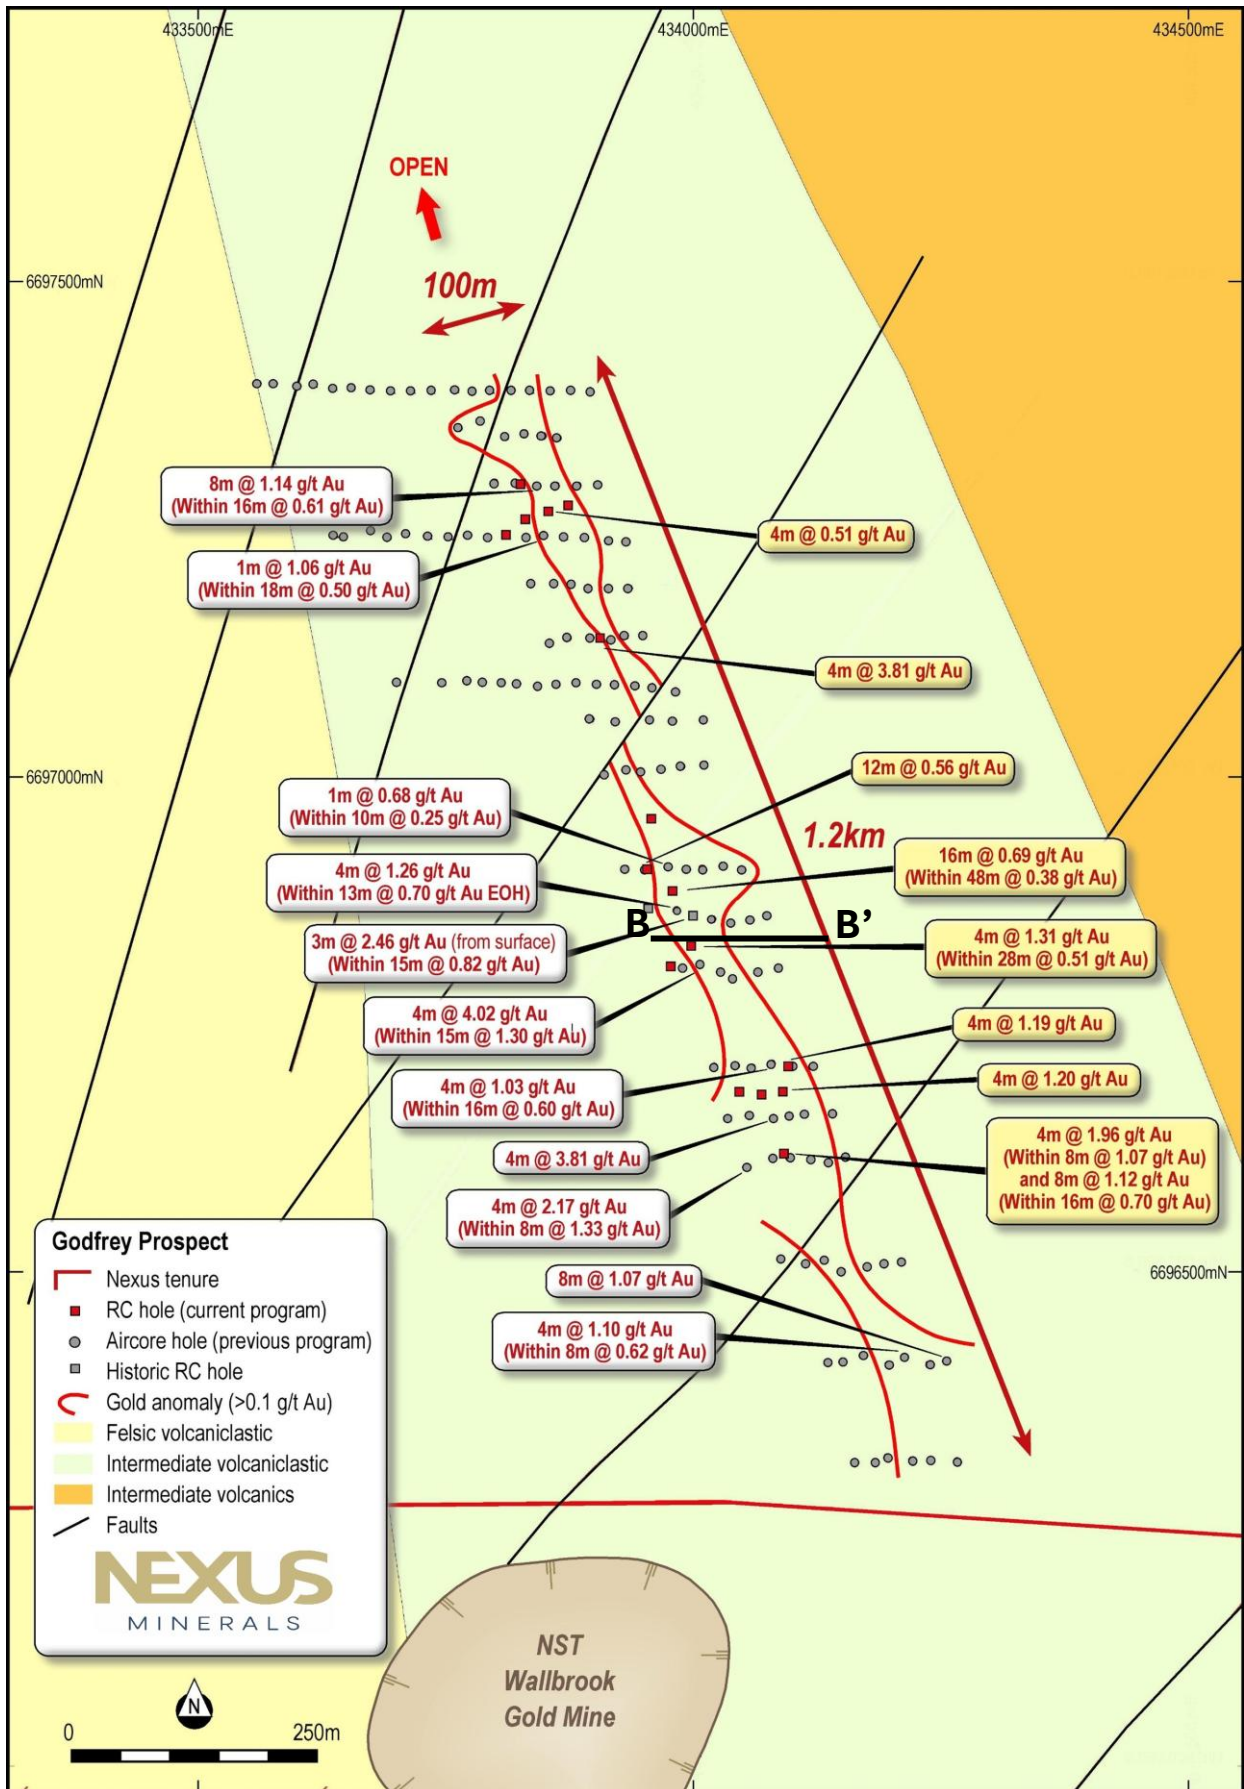 433500mE
434000mE
434500mE
OPEN
6697500mN
100m
8m @ 1.14 g/t Au
(Within 16m @ 0.61 g/t Au)
4m @ 0.51 g/t Au
1m @ 1.06 g/t Au
(Within 18m @ 0.50 g/t Au)
4m @ 3.81 g/t Au
6697000mN
12m @ 0.56 g/t Au
1m @ 0.68 g/t Au
(Within 10m @ 0.25 g/t Au)
1.2km
16m @ 0.69 g/t Au
(Within 48m @ 0.38 g/t Au)
4m @ 1.26 g/t Au
(Within 13m @ 0.70 g/t Au EOH)
B
B’
3m @ 2.46 g/t Au (from surface)
(Within 15m @ 0.82 g/t Au)
4m @ 1.31 g/t Au
(Within 28m @ 0.51 g/t Au)
4m @ 4.02 g/t Au
(Within 15m @ 1.30 g/t Au)
4m @ 1.19 g/t Au
4m @ 1.03 g/t Au
(Within 16m @ 0.60 g/t Au)
4m @ 1.20 g/t Au
4m @ 3.81 g/t Au
4m @ 1.96 g/t Au
(Within 8m @ 1.07 g/t Au)
and 8m @ 1.12 g/t Au
(Within 16m @ 0.70 g/t Au)
4m @ 2.17 g/t Au
(Within 8m @ 1.33 g/t Au)
8m @ 1.07 g/t Au
6696500mN
4m @ 1.10 g/t Au
(Within 8m @ 0.62 g/t Au)
Godfrey Prospect
Nexus tenure
RC hole (current program)
Aircore hole (previous program)
Historic RC hole
Gold anomaly (>0.1 g/t Au)
Felsic volcaniclastic
Intermediate volcaniclastic
Intermediate volcanics
Faults
NEXUS
MINERALS
NST
Wallbrook
Gold Mine
N
0
250m